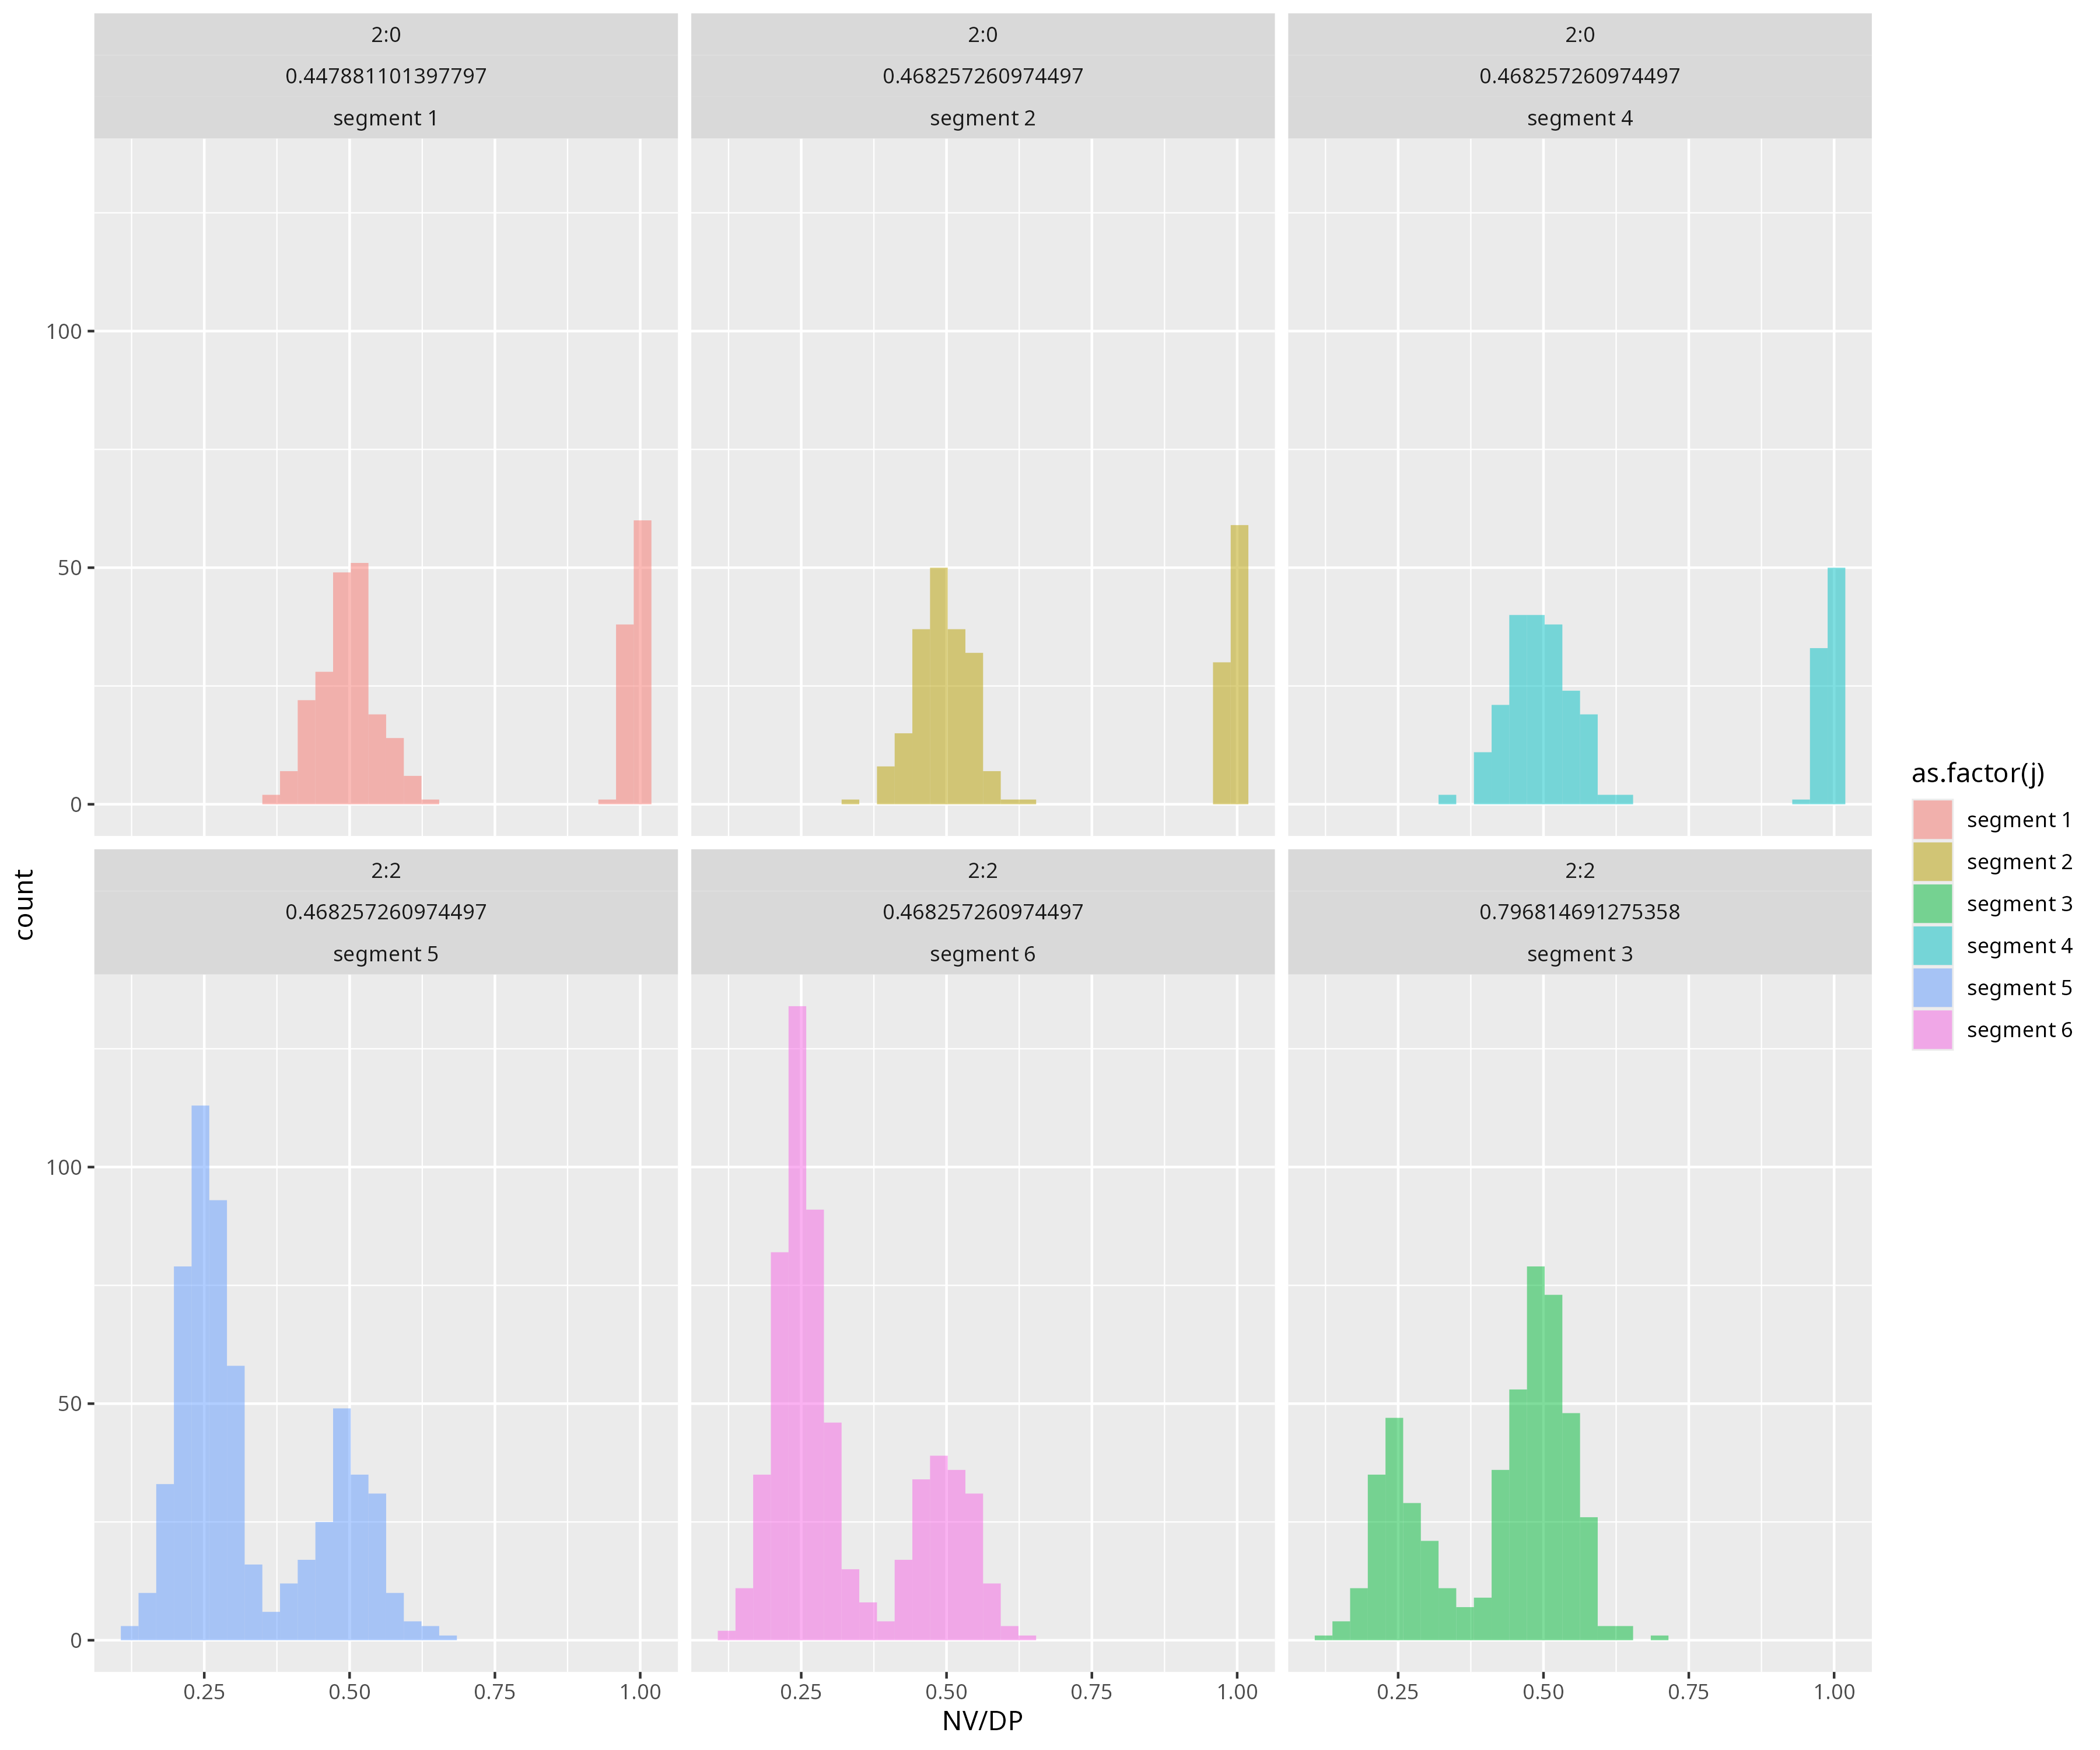 2:0
0.447881101397797
segment 1
2:0
0.468257260974497
segment 2
2:0
0.468257260974497
segment 4
100
50
0
2:2
0.468257260974497
segment 5
2:2
0.468257260974497
segment 6
2:2
0.796814691275358
segment 3
100
50
0
count
0.25 0.50 0.75 1.00
0.25 0.50 0.75 1.00
0.25 0.50 0.75 1.00
NV/DP
as.factor(j)
segment 1
segment 2
segment 3
segment 4
segment 5
segment 6